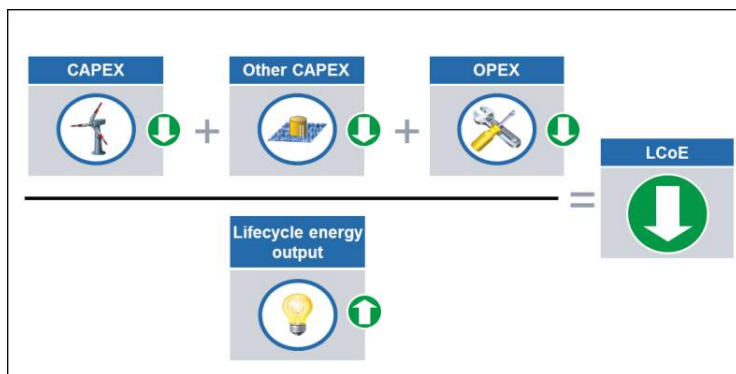 CAPEX
Other CAPEX
OPEX
LCoE
Lifecycle energy
output